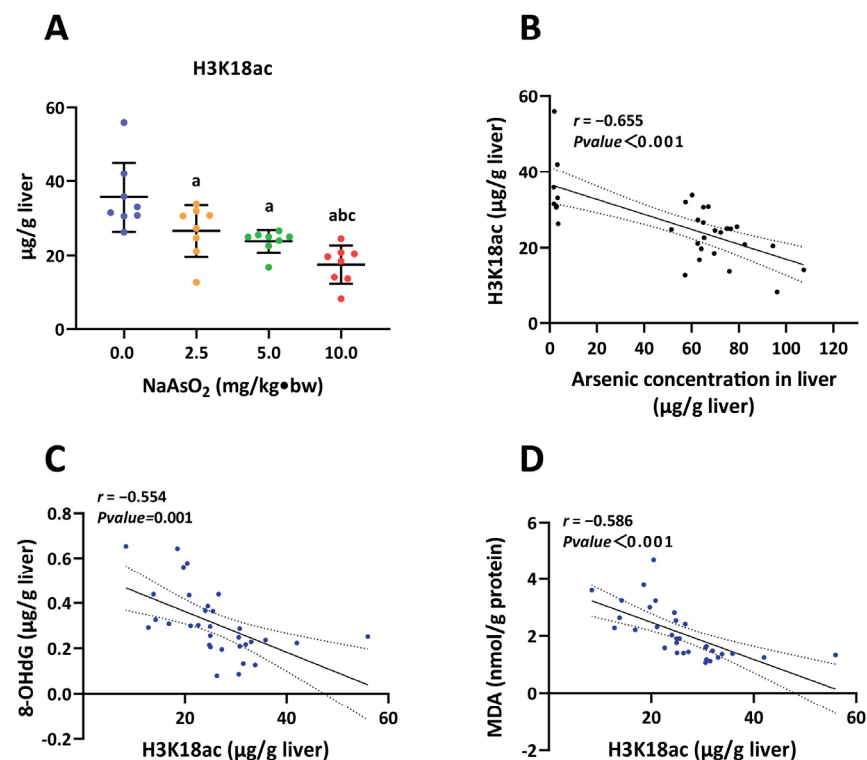 A
H3K18ac
µg/g liver
60
40
20
0
a
a
abc
0.0 2.5 5.0 10.0
NaAsO₂ (mg/kg•bw)
B
r = −0.655
Pvalue＜0.001
H3K18ac (µg/g liver)
60
40
20
0
0 20 40 60 80 100 120
Arsenic concentration in liver
(µg/g liver)
C
r = −0.554
Pvalue=0.001
8-OHdG (µg/g liver)
0.8
0.6
0.4
0.2
0.0
-0.2
20 40 60
H3K18ac (µg/g liver)
D
r = −0.586
Pvalue＜0.001
MDA (nmol/g protein)
6
4
2
0
-2
20 40 60
H3K18ac (µg/g liver)